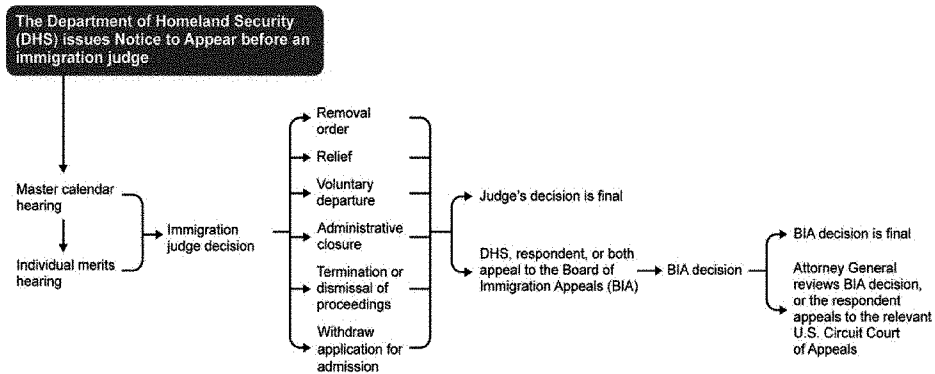 The Department of Homeland Security
(DHS) issues Notice to Appear before an
immigration judge
Master calendar
hearing
Individual merits
hearing
Immigration
judge decision
Removal
order
Relief
Voluntary
departure
Administrative
closure
Termination or
dismissal of
proceedings
Withdraw
application for
admission
Judge's decision is final
DHS, respondent, or both
appeal to the Board of
Immigration Appeals (BIA)
BIA decision
BIA decision is final
Attorney General
reviews BIA decision,
or the respondent
appeals to the relevant
U.S. Circuit Court
of Appeals